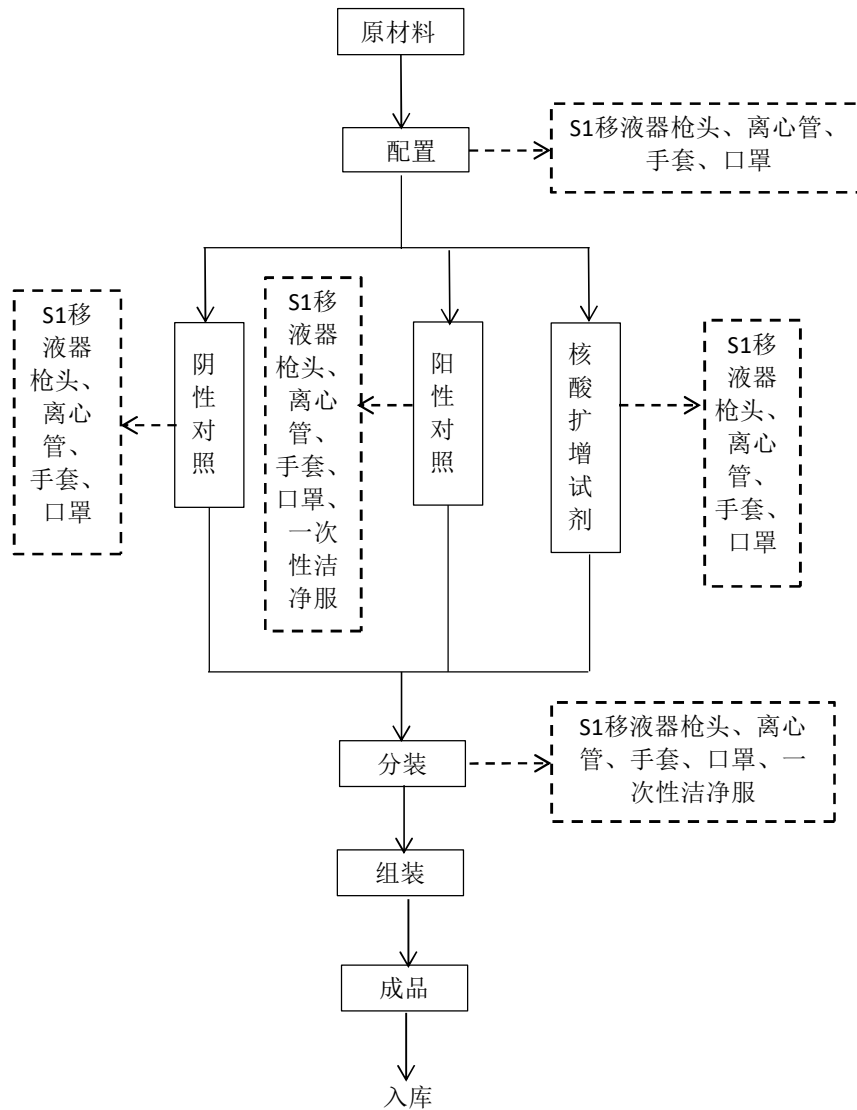 原材料
配置
S1移液器枪头、离心管、
手套、口罩
S1移
液器
枪头、
离心
管、
手套、
口罩
阴
性
对
照
S1移
液器
枪头、
离心
管、
手套、
口罩、
一次
性洁
净服
阳
性
对
照
核
酸
扩
增
试
剂
S1移
液器
枪头、
离心
管、
手套、
口罩
分装
S1移液器枪头、离心
管、手套、口罩、一
次性洁净服
组装
成品
入库